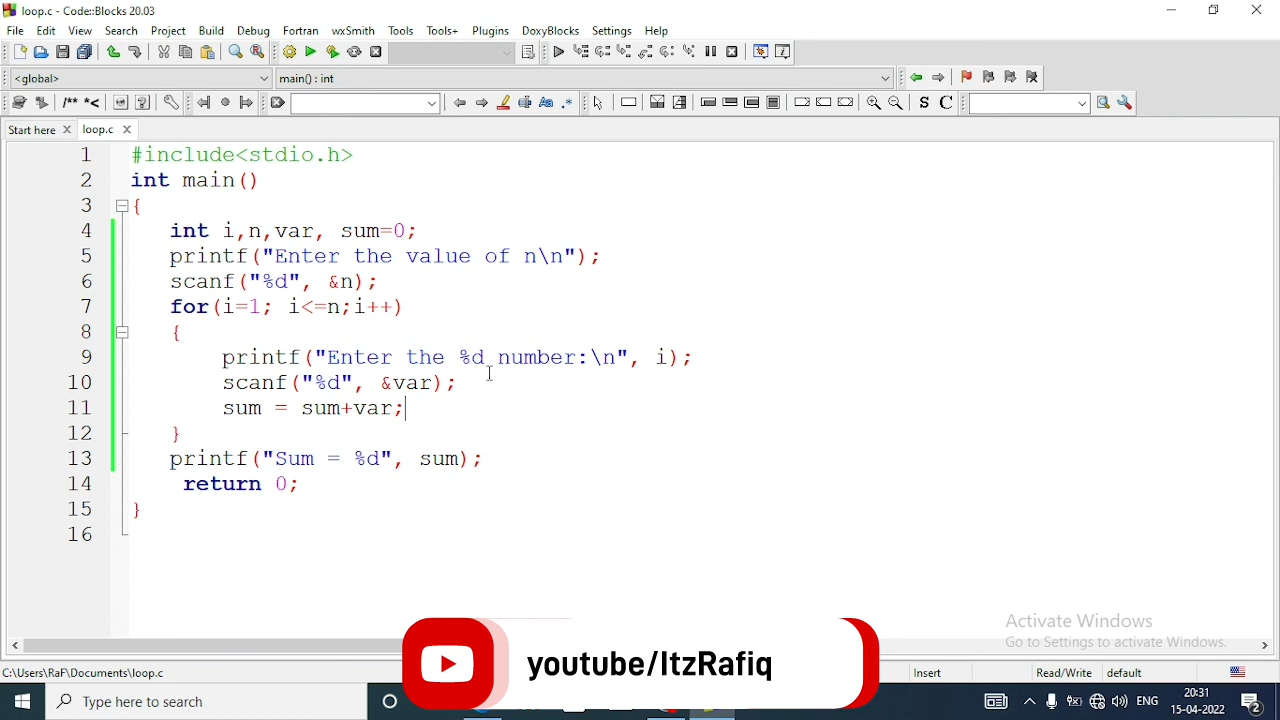 loop.c - Code::Blocks 20.03
File Edit View Search Project Build Debug Fortran wxSmith Tools Tools+ Plugins DoxyBlocks Settings Help
<global> main() : int
/** *< Aa .* S C
Start here loop.c
1 #include<stdio.h>
2 int main()
3 {
4 int i,n,var, sum=0;
5 printf("Enter the value of n\n");
6 scanf("%d", &n);
7 for(i=1; i<=n;i++)
8 {
9 printf("Enter the %d number:\n", i);
10 scanf("%d", &var);
11 sum = sum+var;
12 }
13 printf("Sum = %d", sum);
14 return 0;
15 }
16
Activate Windows
Go to Settings to activate Windows.
youtube/ItzRafiq
C:\Users\RaF\Documents\loop.c Insert Read/Write default
Type here to search ENG 20:31
15-04-2022 2